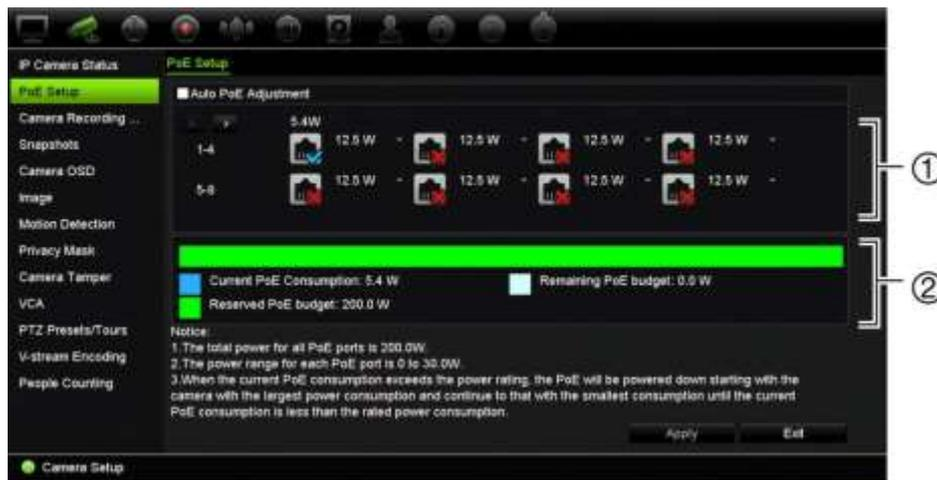 IP Camera Status
PoE Setup
PoE Setup
Auto PoE Adjustment
Camera Recording ...
Snapshots
Camera OSD
Image
Motion Detection
Privacy Mask
Camera Tamper
VCA
PTZ Presets/Tours
V-stream Encoding
People Counting
5.4W
1-4
12.5 W - 12.5 W - 12.5 W - 12.5 W -
5-8
12.5 W - 12.5 W - 12.5 W - 12.5 W -
①
Current PoE Consumption: 5.4 W
Remaining PoE budget: 0.0 W
Reserved PoE budget: 200.0 W
②
Notice:
1.The total power for all PoE ports is 200.0W.
2.The power range for each PoE port is 0 to 30.0W.
3.When the current PoE consumption exceeds the power rating, the PoE will be powered down starting with the
camera with the largest power consumption and continue to that with the smallest consumption until the current
PoE consumption is less than the rated power consumption.
Apply
Exit
Camera Setup